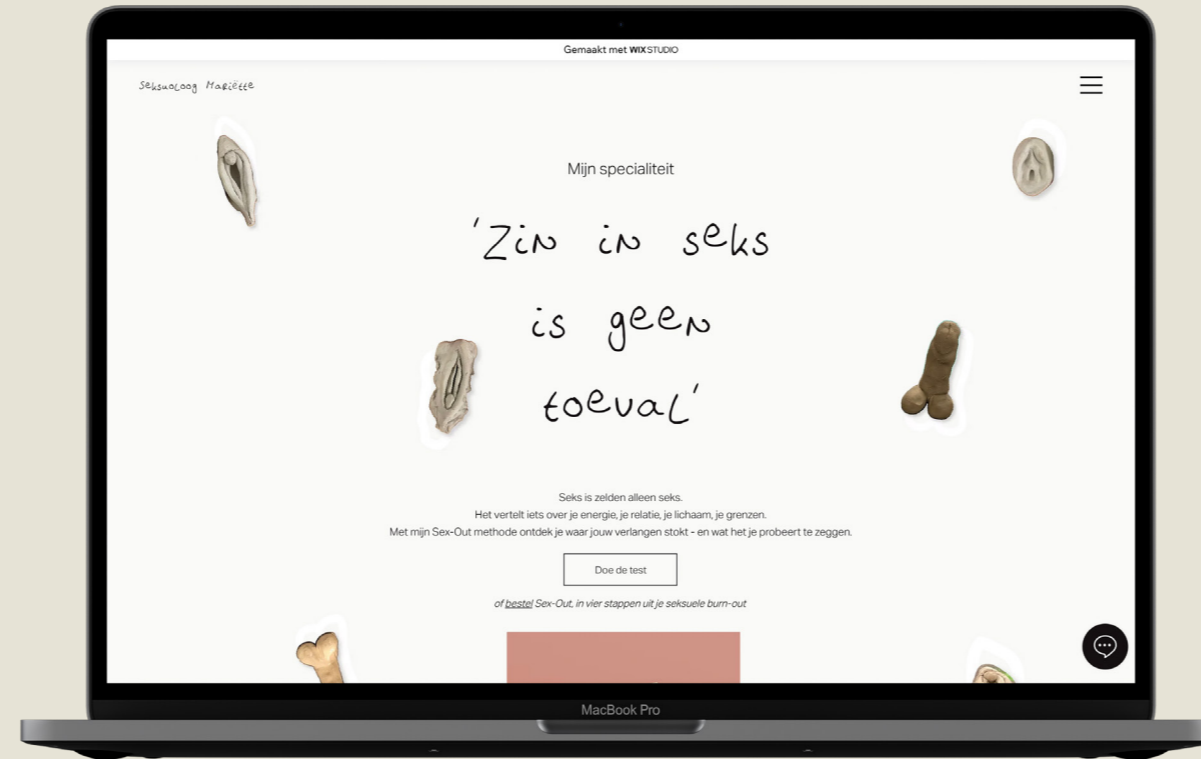 Gemaakt met WIX STUDIO
Seksuoloog Mariëtte
Mijn specialiteit
'Zin in seks
is geen
toeval'
Seks is zelden alleen seks.
Het vertelt iets over je energie, je relatie, je lichaam, je grenzen.
Met mijn Sex-Out methode ontdek je waar jouw verlangen stokt - en wat het je probeert te zeggen.
Doe de test
of bestel Sex-Out, in vier stappen uit je seksuele burn-out
MacBook Pro